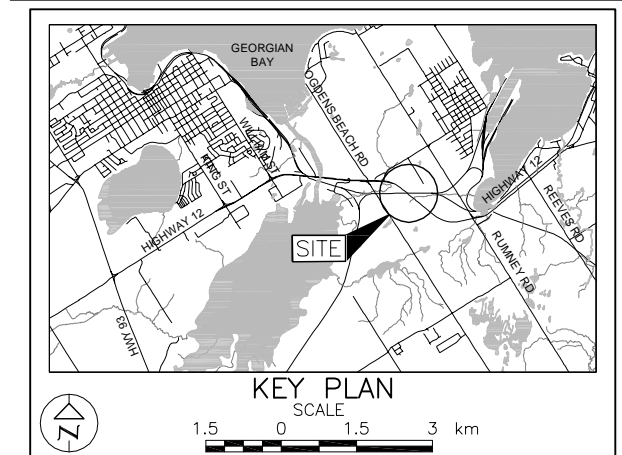 GEORGIAN
BAY
OGDENS BEACH RD
WILLIAM ST
KING ST
HIGHWAY 12
HIGHWAY 12
REEVES RD
RUMNEY RD
SITE
HWY 93
KEY PLAN
SCALE
1.5 0 1.5 3 km
N